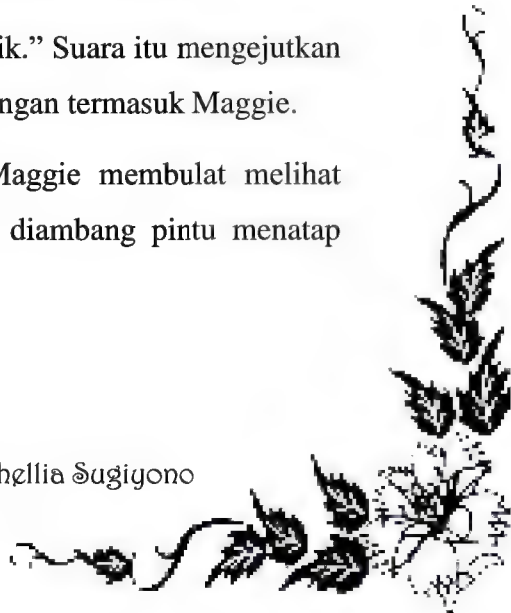 ik.” Suara itu mengejutkan
ngan termasuk Maggie.
Maggie membulat melihat
diambang pintu menatap
hellia Sugiyono